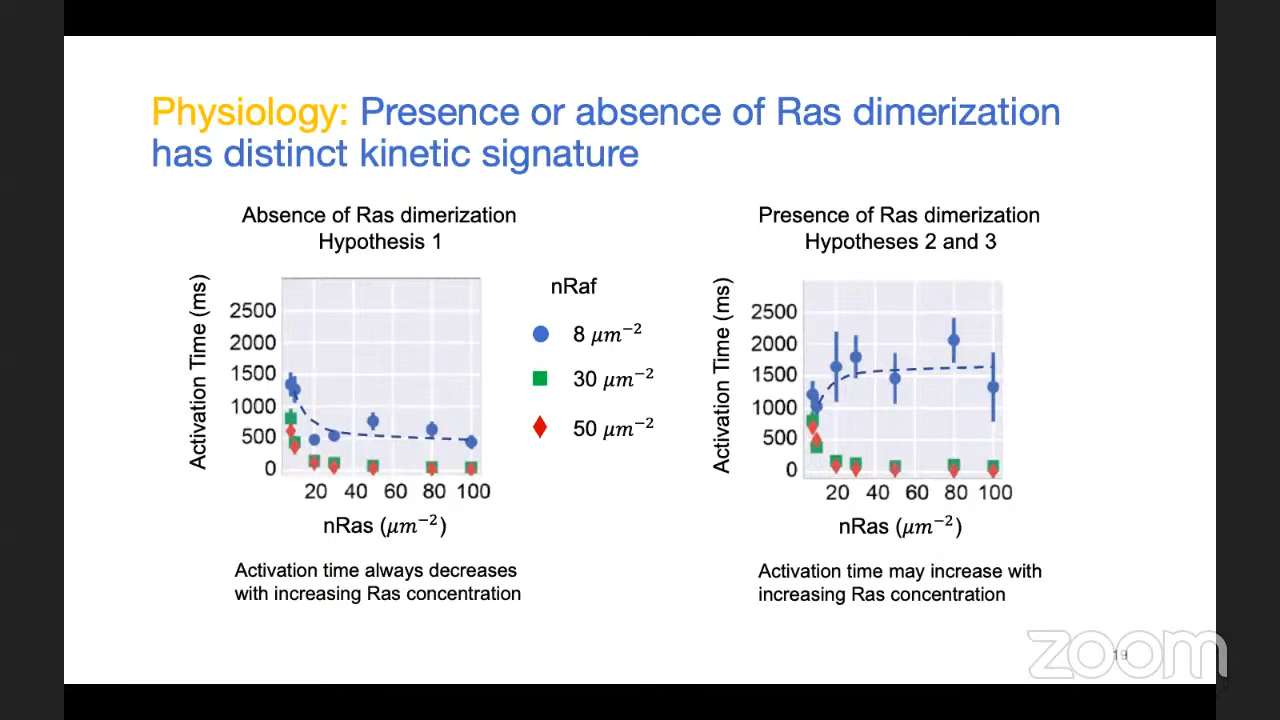 Physiology: Presence or absence of Ras dimerization
has distinct kinetic signature
Absence of Ras dimerization
Hypothesis 1
Activation Time (ms)
2500
2000
1500
1000
500
0
20 40 60 80 100
nRas (μm⁻²)
Activation time always decreases
with increasing Ras concentration
nRaf
8 μm⁻²
30 μm⁻²
50 μm⁻²
Presence of Ras dimerization
Hypotheses 2 and 3
Activation Time (ms)
2500
2000
1500
1000
500
0
20 40 60 80 100
nRas (μm⁻²)
Activation time may increase with
increasing Ras concentration
19
zoom